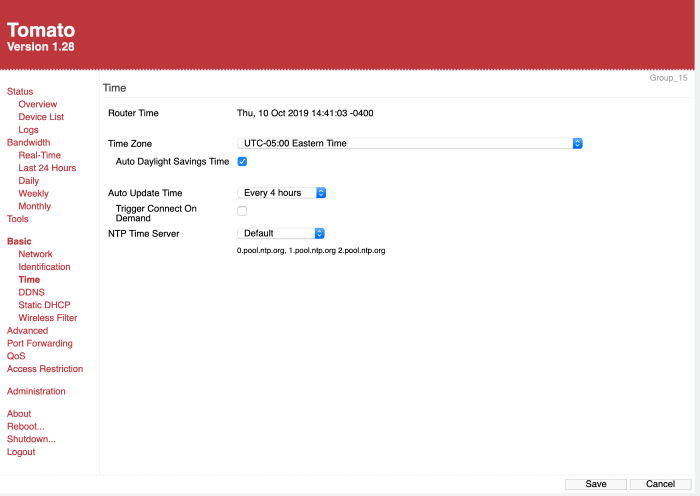 Tomato
Version 1.28
Group_15
Status
Overview
Device List
Logs
Bandwidth
Real-Time
Last 24 Hours
Daily
Weekly
Monthly
Tools
Basic
Network
Identification
Time
DDNS
Static DHCP
Wireless Filter
Advanced
Port Forwarding
QoS
Access Restriction
Administration
About
Reboot...
Shutdown...
Logout
Time
Router Time Thu, 10 Oct 2019 14:41:03 -0400
Time Zone UTC-05:00 Eastern Time
Auto Daylight Savings Time
Auto Update Time Every 4 hours
Trigger Connect On
Demand
NTP Time Server Default
0.pool.ntp.org, 1.pool.ntp.org 2.pool.ntp.org
Save Cancel